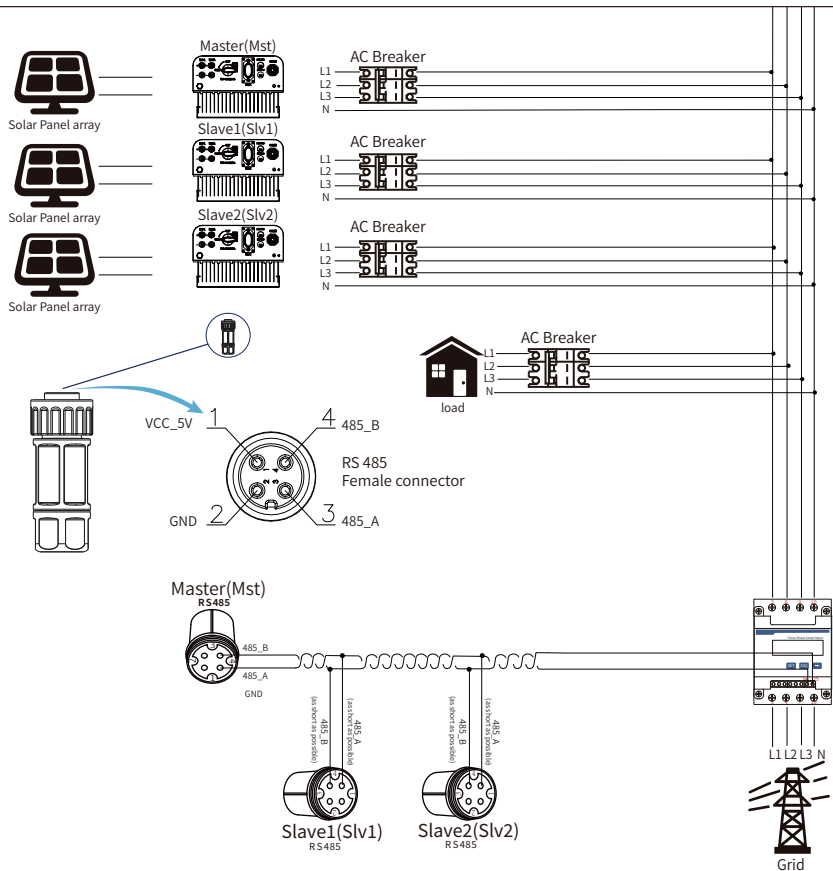 Master(Mst)
AC Breaker
L1
L2
L3
N
Solar Panel array
Slave1(Slv1)
AC Breaker
L1
L2
L3
N
Solar Panel array
Slave2(Slv2)
AC Breaker
L1
L2
L3
N
Solar Panel array
AC Breaker
L1
L2
L3
N
load
VCC_5V
1
4
485_B
1
4
2
3
RS 485
Female connector
GND
2
3
485_A
Master(Mst)
RS485
485_B
485_A
GND
485_B
(as short as possible)
485_A
(as short as possible)
485_B
(as short as possible)
485_A
(as short as possible)
Slave1(Slv1)
RS485
Slave2(Slv2)
RS485
L1 L2 L3 N
Grid